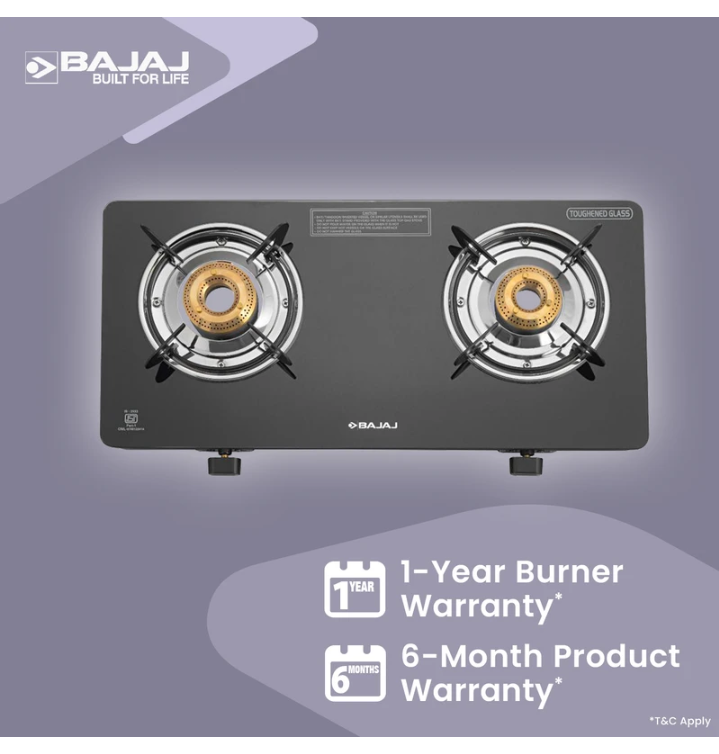 BAJAJ
BUILT FOR LIFE
CAUTION
TOUGHENED GLASS
BAJAJ
1 YEAR
1-Year Burner
Warranty*
6 MONTHS
6-Month Product
Warranty*
*T&C Apply